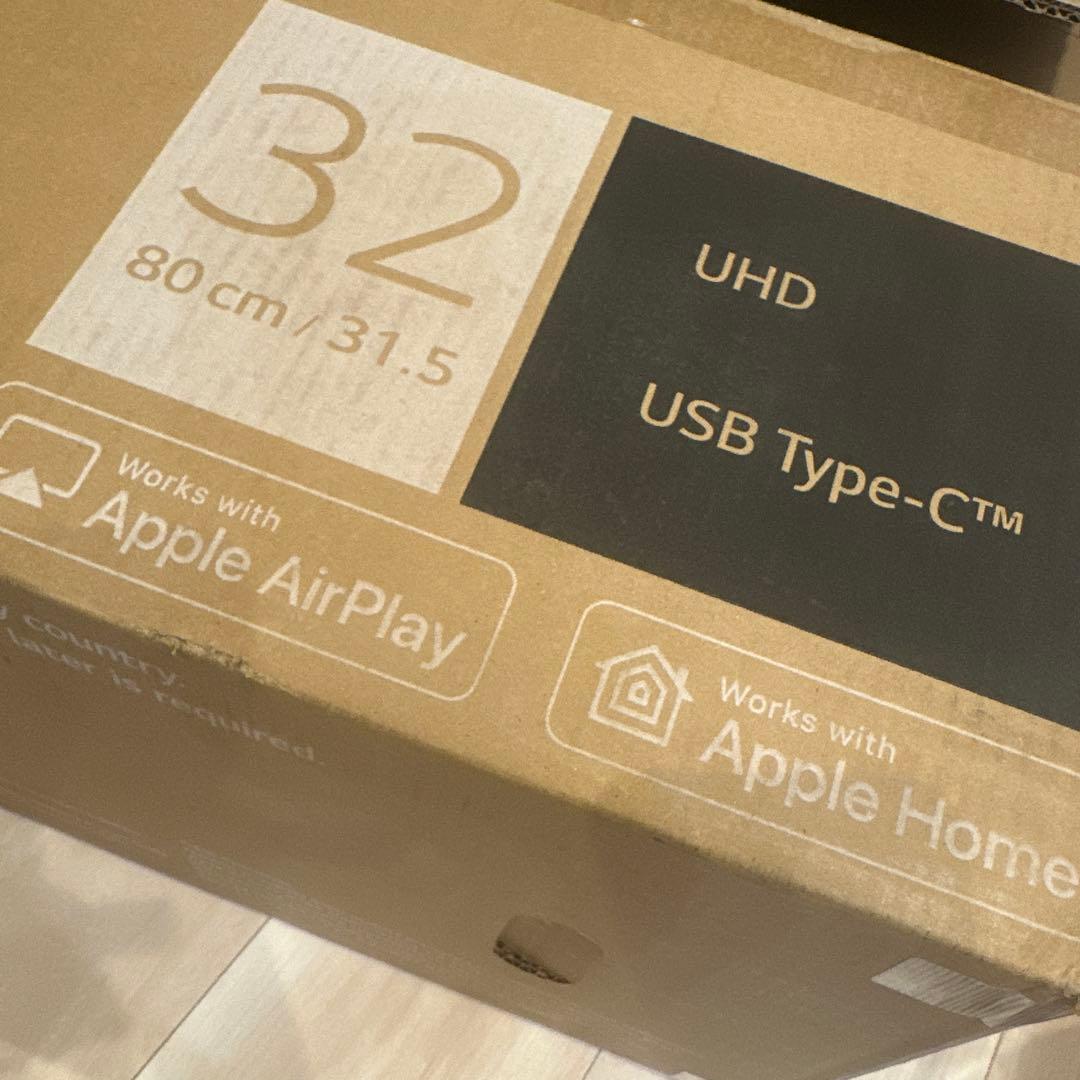 32
80 cm / 31.5
UHD
USB Type-C™
Works with
Apple AirPlay
Works with
Apple Home
country.
later is required.